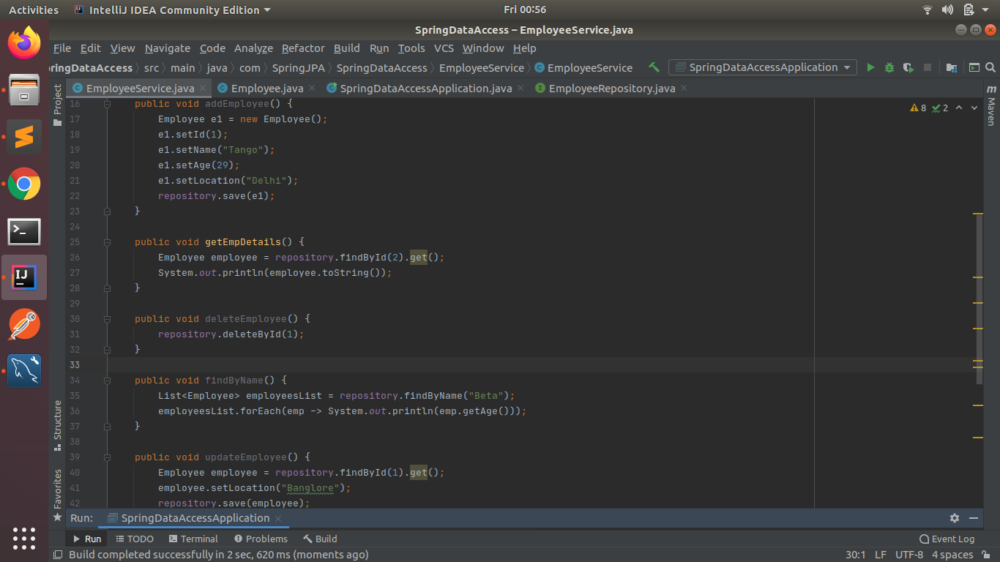 Activities IntelliJ IDEA Community Edition Fri 00:56
SpringDataAccess – EmployeeService.java
File Edit View Navigate Code Analyze Refactor Build Run Tools VCS Window Help
pringDataAccess src main java com SpringJPA SpringDataAccess EmployeeService EmployeeService SpringDataAccessApplication
EmployeeService.java Employee.java SpringDataAccessApplication.java EmployeeRepository.java
Project
Structure
Favorites
Maven
8 2
16 public void addEmployee() {
17 Employee e1 = new Employee();
18 e1.setId(1);
19 e1.setName("Tango");
20 e1.setAge(29);
21 e1.setLocation("Delhi");
22 repository.save(e1);
23 }
24
25 public void getEmpDetails() {
26 Employee employee = repository.findById(2).get();
27 System.out.println(employee.toString());
28 }
29
30 public void deleteEmployee() {
31 repository.deleteById(1);
32 }
33
34 public void findByName() {
35 List<Employee> employeesList = repository.findByName("Beta");
36 employeesList.forEach(emp -> System.out.println(emp.getAge()));
37 }
38
39 public void updateEmployee() {
40 Employee employee = repository.findById(1).get();
41 employee.setLocation("Banglore");
42 repository.save(employee);
Run: SpringDataAccessApplication
Run TODO Terminal Problems Build Event Log
Build completed successfully in 2 sec, 620 ms (moments ago) 30:1 LF UTF-8 4 spaces